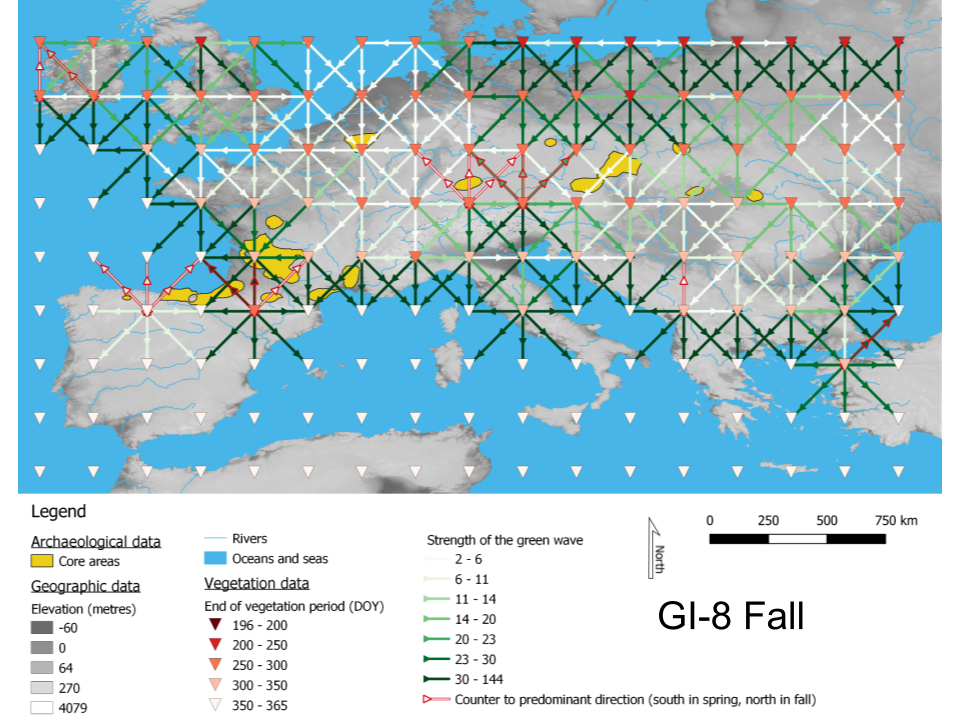 Legend
Archaeological data
Core areas
Geographic data
Elevation (metres)
-60
0
64
270
4079
Rivers
Oceans and seas
Vegetation data
End of vegetation period (DOY)
196 - 200
200 - 250
250 - 300
300 - 350
350 - 365
Strength of the green wave
2 - 6
6 - 11
11 - 14
14 - 20
20 - 23
23 - 30
30 - 144
Counter to predominant direction (south in spring, north in fall)
North
0 250 500 750 km
GI-8 Fall